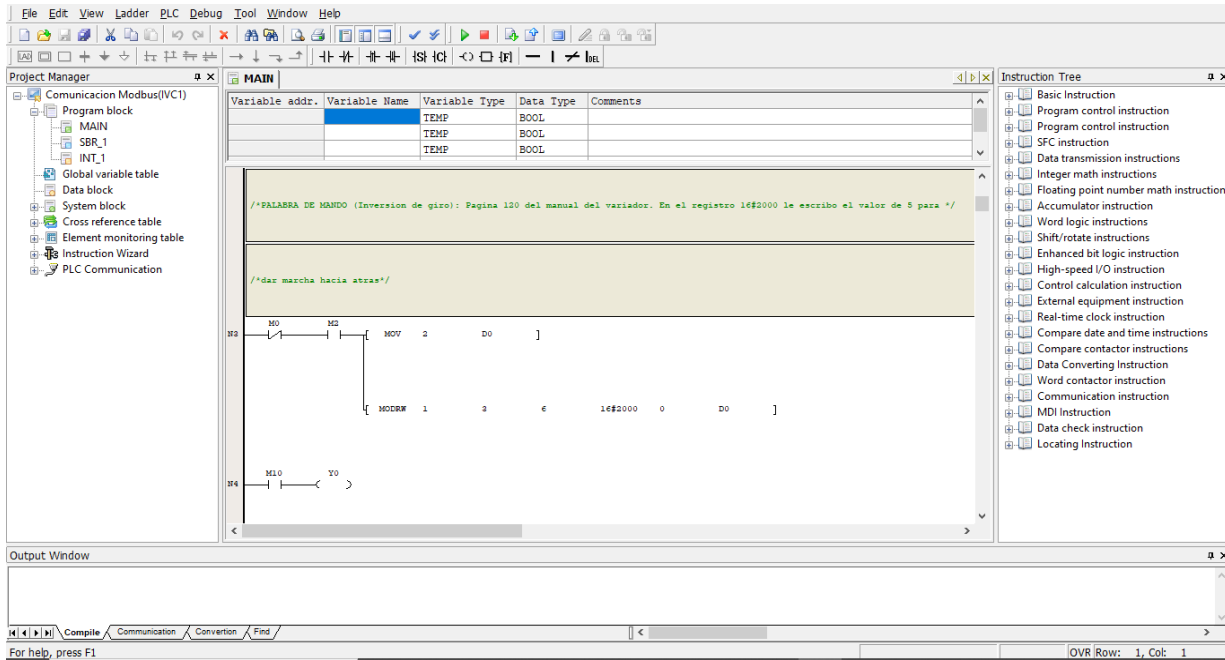 File Edit View Ladder PLC Debug Tool Window Help
Project Manager
Comunicacion Modbus(IVC1)
Program block
MAIN
SBR_1
INT_1
Global variable table
Data block
System block
Cross reference table
Element monitoring table
Instruction Wizard
PLC Communication
MAIN
Variable addr. Variable Name Variable Type Data Type Comments
TEMP BOOL
TEMP BOOL
TEMP BOOL
/*PALABRA DE MANDO (Inversion de giro): Pagina 120 del manual del variador. En el registro 16#2000 le escribo el valor de 5 para */
/*dar marcha hacia atras*/
M0 M2
N3 [ MOV 2 D0 ]
[ MODRW 1 3 6 16#2000 0 D0 ]
M10 Y0
N4 ( )
Instruction Tree
Basic Instruction
Program control instruction
Program control instruction
SFC instruction
Data transmission instructions
Integer math instructions
Floating point number math instruction
Accumulator instruction
Word logic instructions
Shift/rotate instructions
Enhanced bit logic instruction
High-speed I/O instruction
Control calculation instruction
External equipment instruction
Real-time clock instruction
Compare date and time instructions
Compare contactor instructions
Data Converting Instruction
Word contactor instruction
Communication instruction
MDI Instruction
Data check instruction
Locating Instruction
Output Window
Compile Communication Convertion Find
For help, press F1
OVR Row: 1, Col: 1